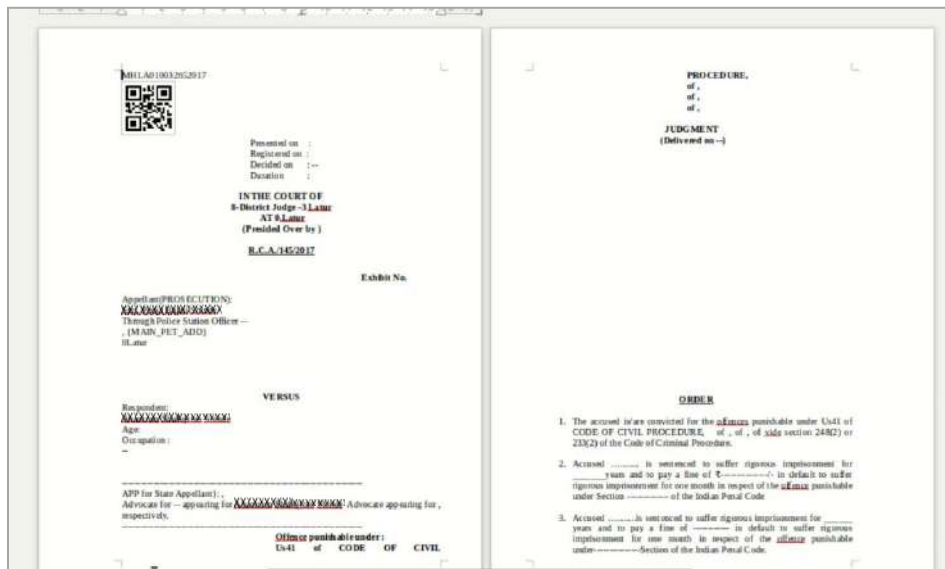 MHLA010032652017
Presented on :
Registered on :
Decided on : --
Duration :
IN THE COURT OF
8-District Judge -3,Latur
AT 0,Latur
(Presided Over by )
R.C.A./145/2017
Exhibit No.
Appellant(PROSECUTION):
Through Police Station Officer --
, {MAIN_PET_ADD}
Latur
VERSUS
Respondent:
Age:
Occupation :
--
APP for State Appellant} : ,
Advocate for -- appearing for Advocate appearing for ,
respectively.
Offence punishable under :
Us41 of CODE OF CIVIL
PROCEDURE,
of ,
of ,
of ,
JUDGMENT
(Delivered on --)
ORDER
1. The accused is/are convicted for the offences punishable under Us41 of
CODE OF CIVIL PROCEDURE, of , of , of vide section 248(2) or
233(2) of the Code of Criminal Procedure.
2. Accused .......... is sentenced to suffer rigorous imprisonment for
______years and to pay a fine of ₹-------------/- in default to suffer
rigorous imprisonment for one month in respect of the offence punishable
under Section ------------ of the Indian Penal Code
3. Accused ..........is sentenced to suffer rigorous imprisonment for ______
years and to pay a fine of ---------- in default to suffer rigorous
imprisonment for one month in respect of the offence punishable
under--------------Section of the Indian Penal Code.